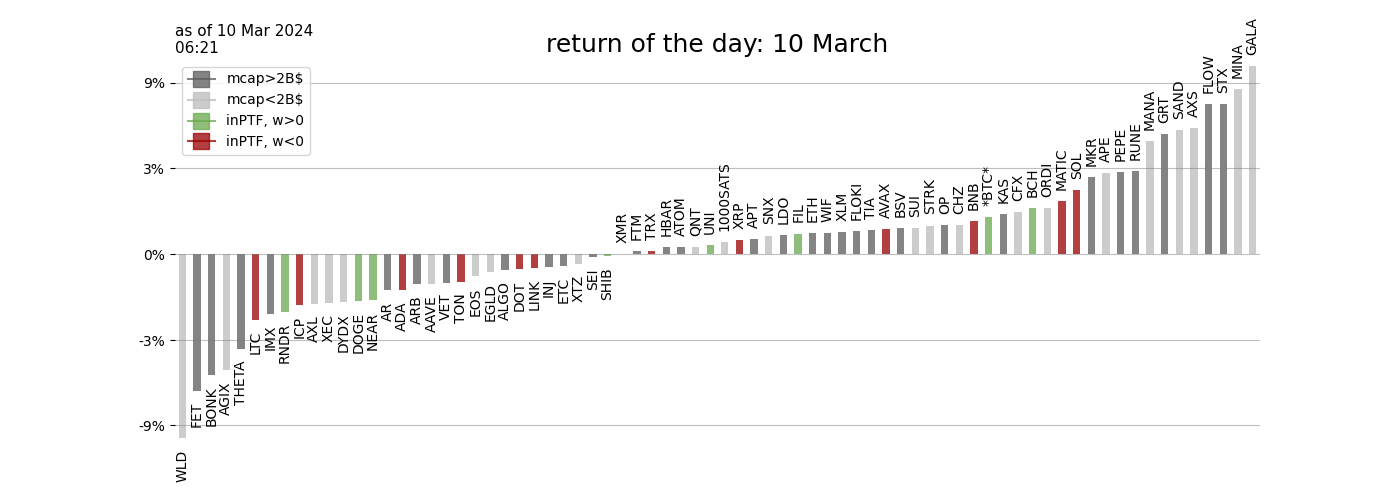 as of 10 Mar 2024
06:21
return of the day: 10 March
mcap>2B$
mcap<2B$
inPTF, w>0
inPTF, w<0
9%
3%
0%
-3%
-9%
WLD
FET
BONK
AGIX
THETA
LTC
IMX
RNDR
ICP
AXL
XEC
DYDX
DOGE
NEAR
AR
ADA
ARB
AAVE
VET
TON
EOS
EGLD
ALGO
DOT
LINK
INJ
ETC
XTZ
SEI
SHIB
XMR
FTM
TRX
HBAR
ATOM
QNT
UNI
1000SATS
XRP
APT
SNX
LDO
FIL
ETH
WIF
XLM
FLOKI
TIA
AVAX
BSV
SUI
STRK
OP
CHZ
BNB
*BTC*
KAS
CFX
BCH
ORDI
MATIC
SOL
MKR
APE
PEPE
RUNE
MANA
GRT
SAND
AXS
FLOW
STX
MINA
GALA